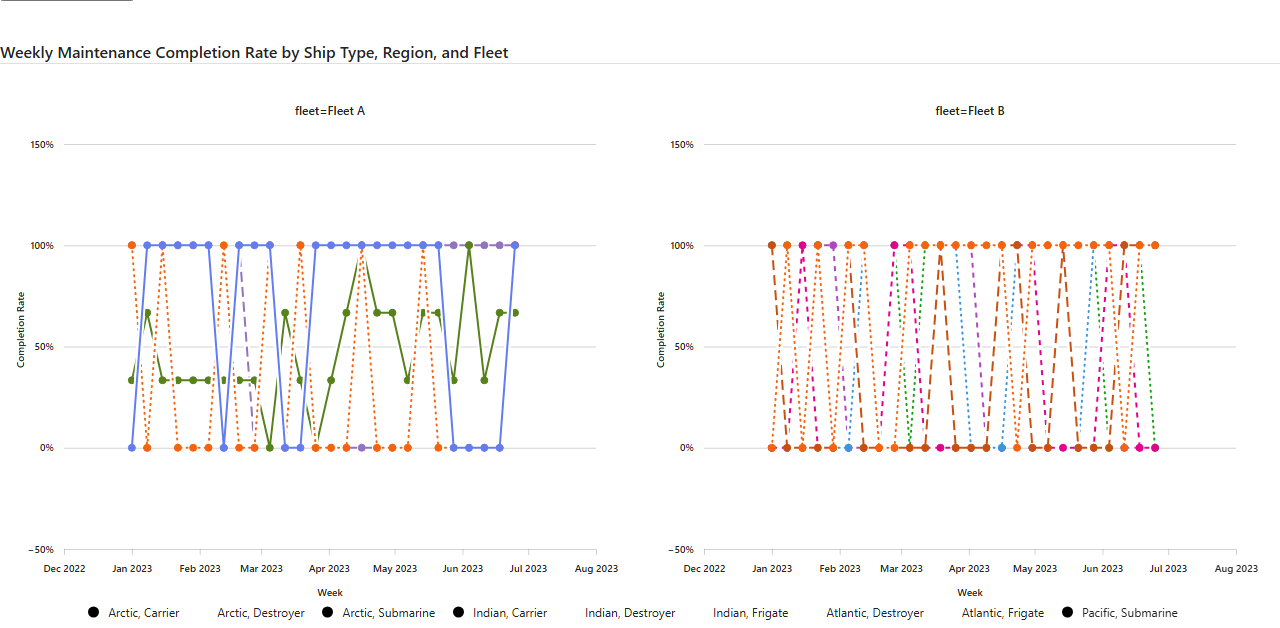 Weekly Maintenance Completion Rate by Ship Type, Region, and Fleet
fleet=Fleet A
150%
100%
50%
0%
−50%
Completion Rate
Dec 2022 Jan 2023 Feb 2023 Mar 2023 Apr 2023 May 2023 Jun 2023 Jul 2023 Aug 2023
Week
fleet=Fleet B
150%
100%
50%
0%
−50%
Completion Rate
Dec 2022 Jan 2023 Feb 2023 Mar 2023 Apr 2023 May 2023 Jun 2023 Jul 2023 Aug 2023
Week
Arctic, Carrier Arctic, Destroyer Arctic, Submarine Indian, Carrier Indian, Destroyer Indian, Frigate Atlantic, Destroyer Atlantic, Frigate Pacific, Submarine